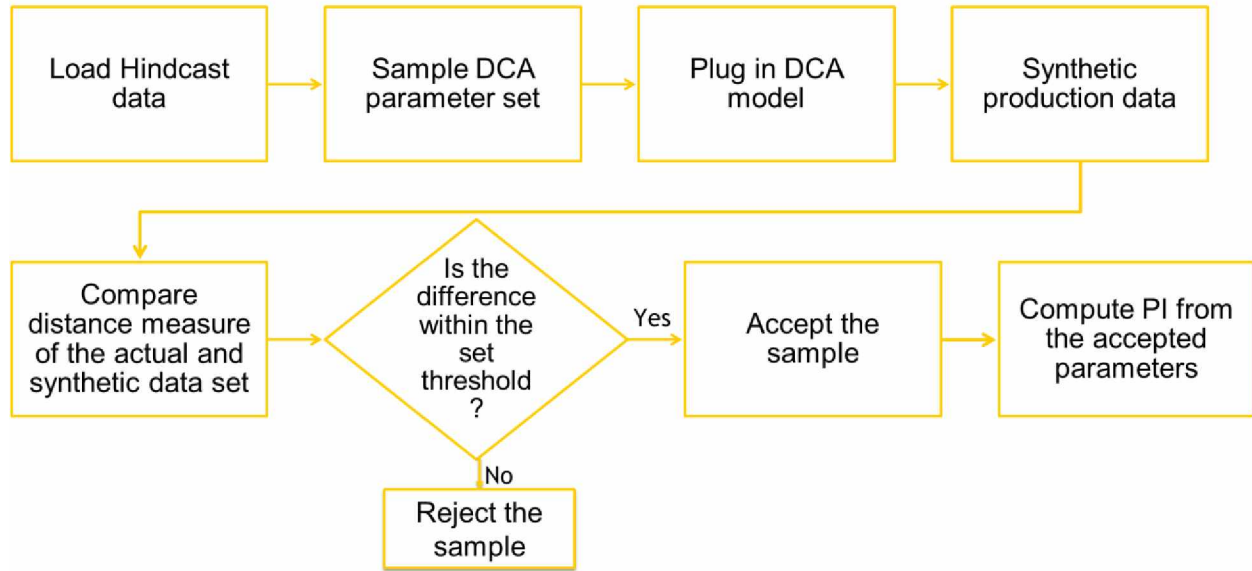 Load Hindcast
data
Sample DCA
parameter set
Plug in DCA
model
Synthetic
production data
Compare
distance measure
of the actual and
synthetic data set
Is the
difference
within the
set
threshold
?
Yes
Accept the
sample
Compute PI from
the accepted
parameters
No
Reject the
sample